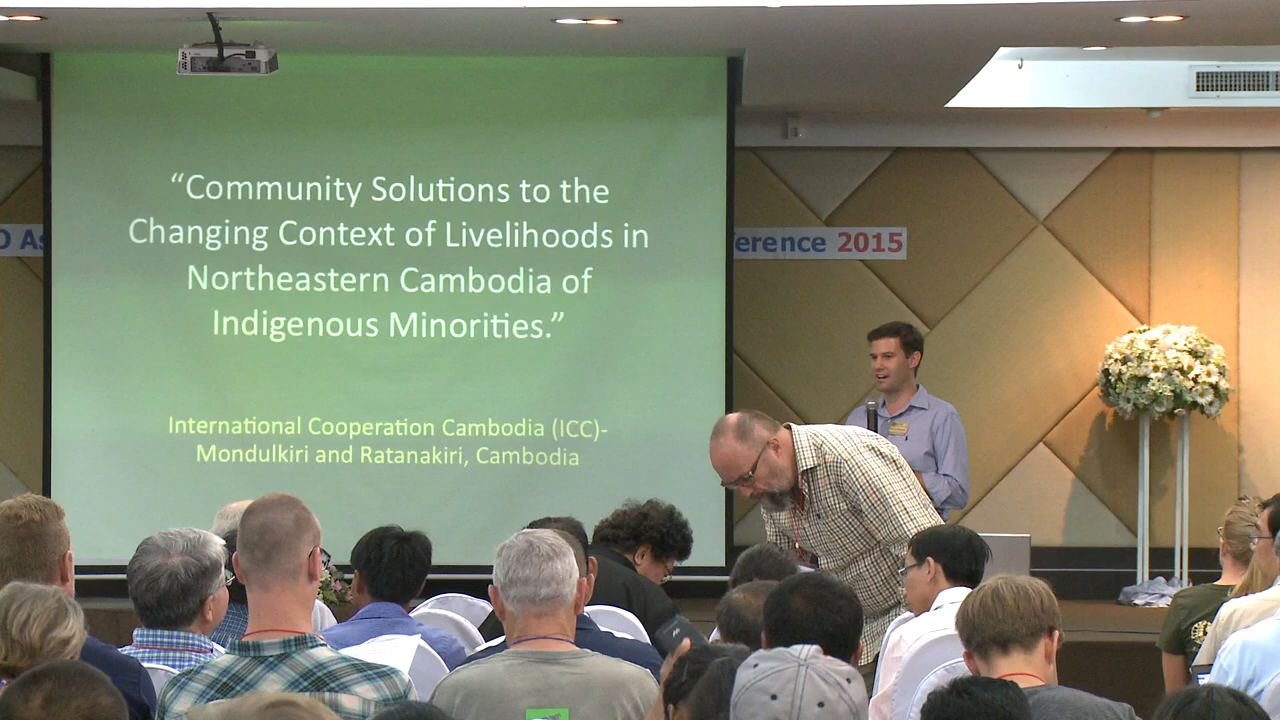 “Community Solutions to the
Changing Context of Livelihoods in
Northeastern Cambodia of
Indigenous Minorities.”
International Cooperation Cambodia (ICC)-
Mondulkiri and Ratanakiri, Cambodia
2015